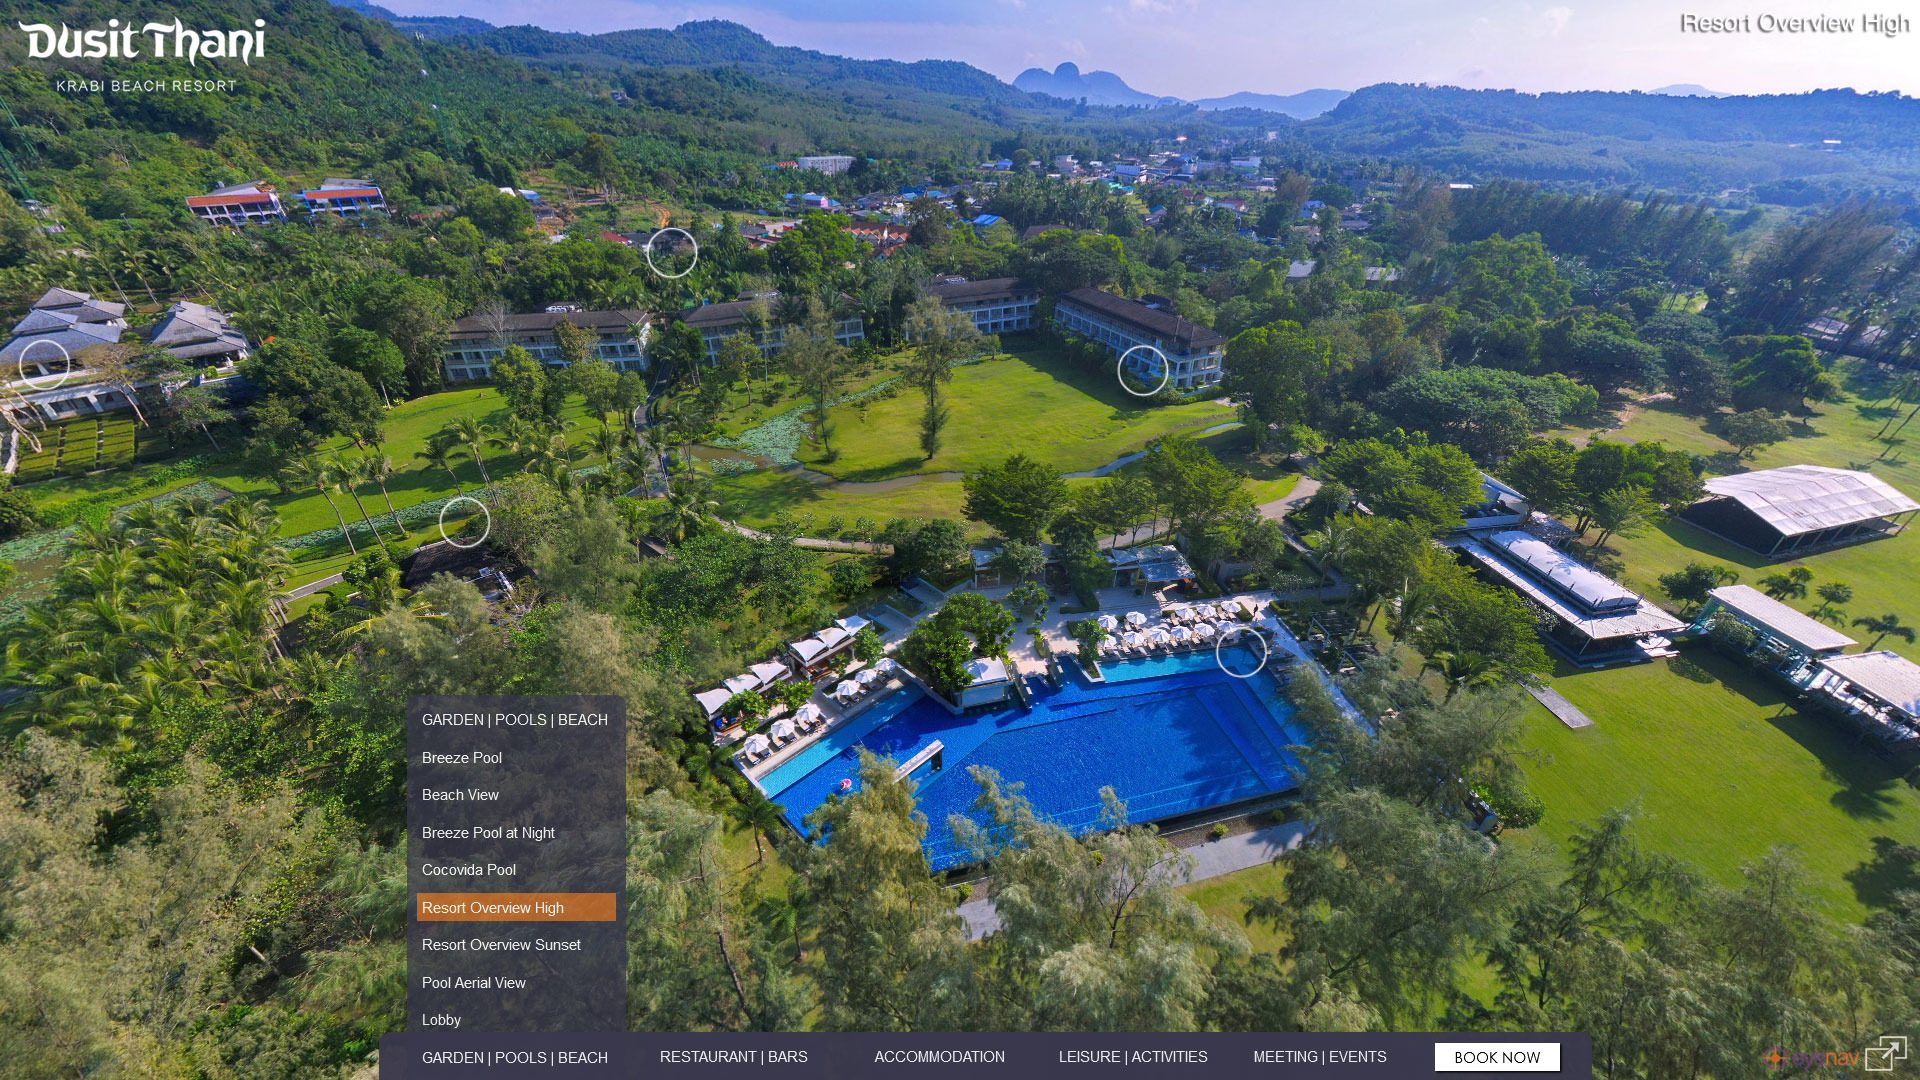 Dusit Thani
KRABI BEACH RESORT
Resort Overview High
GARDEN | POOLS | BEACH
Breeze Pool
Beach View
Breeze Pool at Night
Cocovida Pool
Resort Overview High
Resort Overview Sunset
Pool Aerial View
Lobby
GARDEN | POOLS | BEACH
RESTAURANT | BARS
ACCOMMODATION
LEISURE | ACTIVITIES
MEETING | EVENTS
BOOK NOW